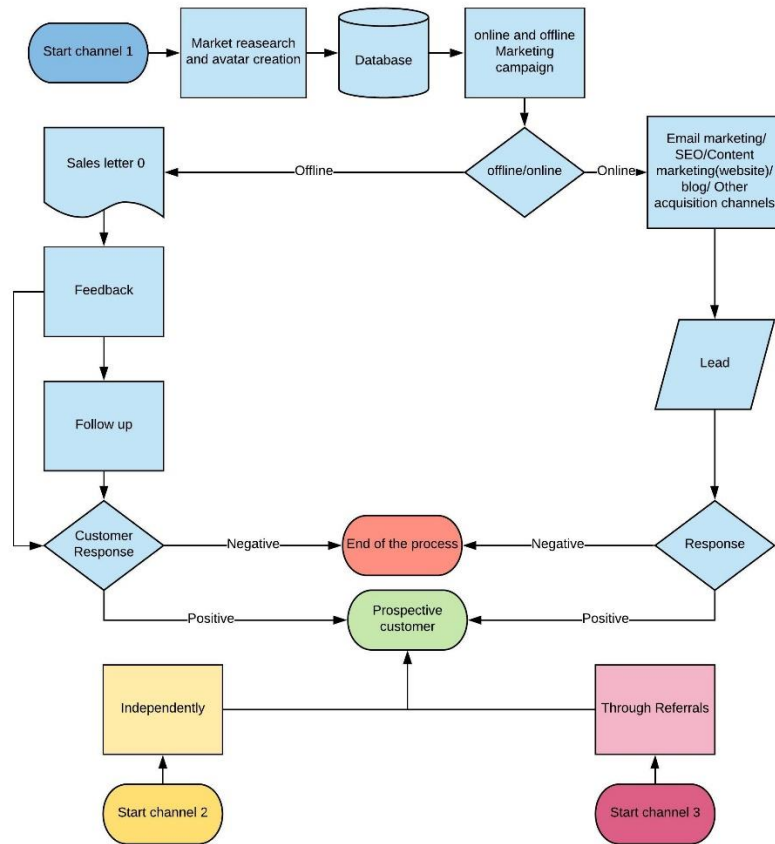 Start channel 1
Market reasearch
and avatar creation
Database
online and offline
Marketing
campaign
Sales letter 0
Offline
offline/online
Online
Email marketing/
SEO/Content
marketing(website)/
blog/ Other
acquisition channels
Feedback
Lead
Follow up
Customer
Response
Negative
End of the process
Negative
Response
Positive
Prospective
customer
Positive
Independently
Through Referrals
Start channel 2
Start channel 3